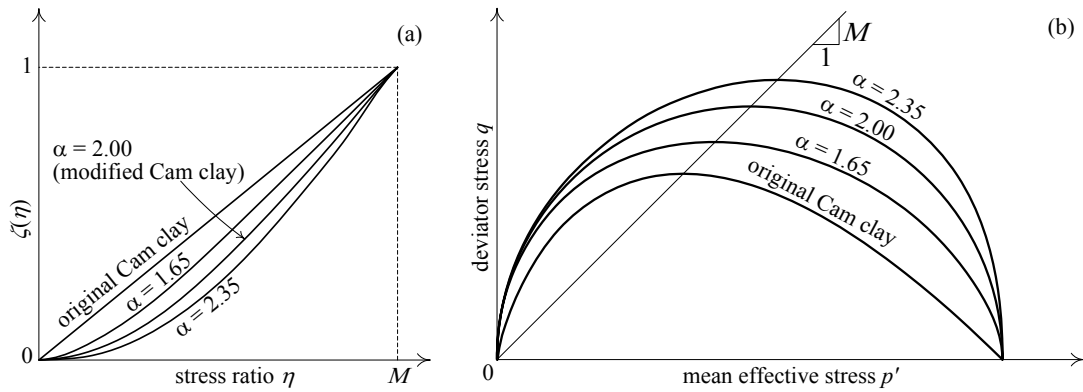 (a)
1
α = 2.00
(modified Cam clay)
original Cam clay
α = 1.65
α = 2.35
ζ(η)
0
stress ratio η
M
(b)
M
1
α = 2.35
α = 2.00
α = 1.65
original Cam clay
deviator stress q
0
mean effective stress p'